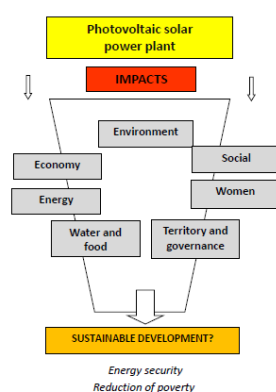 Photovoltaic solar
power plant
IMPACTS
Environment
Economy
Social
Energy
Women
Water and
food
Territory and
governance
SUSTAINABLE DEVELOPMENT?
Energy security
Reduction of poverty